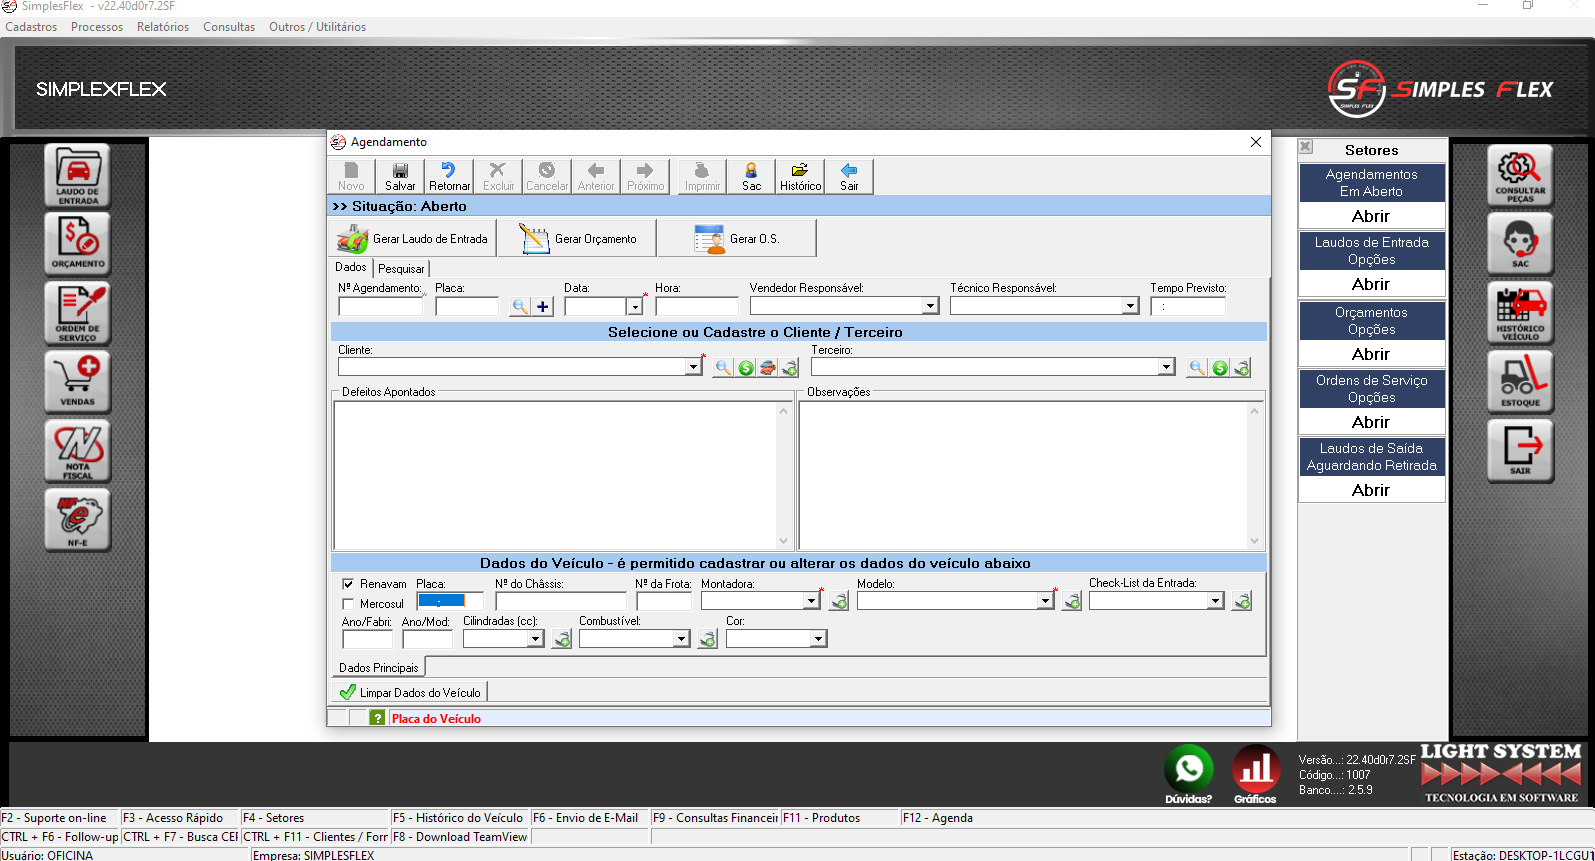 SimplesFlex - v22.40d0r7.2SF
Cadastros Processos Relatórios Consultas Outros / Utilitários
SIMPLEXFLEX
SF
SIMPLES FLEX
SIMPLES FLEX
LAUDO DE ENTRADA
ORÇAMENTO
ORDEM DE SERVIÇO
VENDAS
NOTA FISCAL
NF-E
Agendamento
Novo Salvar Retornar Excluir Cancelar Anterior Próximo Imprimir Sac Histórico Sair
>> Situação: Aberto
Gerar Laudo de Entrada Gerar Orçamento Gerar O.S.
Dados Pesquisar
Nº Agendamento:* Placa: Data:* Hora: Vendedor Responsável: Técnico Responsável: Tempo Previsto:
:
Selecione ou Cadastre o Cliente / Terceiro
Cliente:* Terceiro:
Defeitos Apontados Observações
Dados do Veículo - é permitido cadastrar ou alterar os dados do veículo abaixo
Renavam Placa: Nº do Châssis: Nº da Frota: Montadora:* Modelo:* Check-List da Entrada:
Mercosul
Ano/Fabri: Ano/Mod: Cilindradas (cc): Combustível: Cor:
Dados Principais
Limpar Dados do Veículo
? Placa do Veículo
Setores
Agendamentos
Em Aberto
Abrir
Laudos de Entrada
Opções
Abrir
Orçamentos
Opções
Abrir
Ordens de Serviço
Opções
Abrir
Laudos de Saída
Aguardando Retirada
Abrir
CONSULTAR PEÇAS
SAC
HISTÓRICO VEÍCULO
ESTOQUE
SAIR
Dúvidas?
Gráficos
Versão...: 22.40d0r7.2SF
Código...: 1007
Banco....: 2.5.9
LIGHT SYSTEM
TECNOLOGIA EM SOFTWARE
F2 - Suporte on-line F3 - Acesso Rápido F4 - Setores F5 - Histórico do Veículo F6 - Envio de E-Mail F9 - Consultas Financeir F11 - Produtos F12 - Agenda
CTRL + F6 - Follow-up CTRL + F7 - Busca CEP CTRL + F11 - Clientes / Forn F8 - Download TeamView
Usuário: OFICINA Empresa: SIMPLESFLEX Estação: DESKTOP-1LCGU1